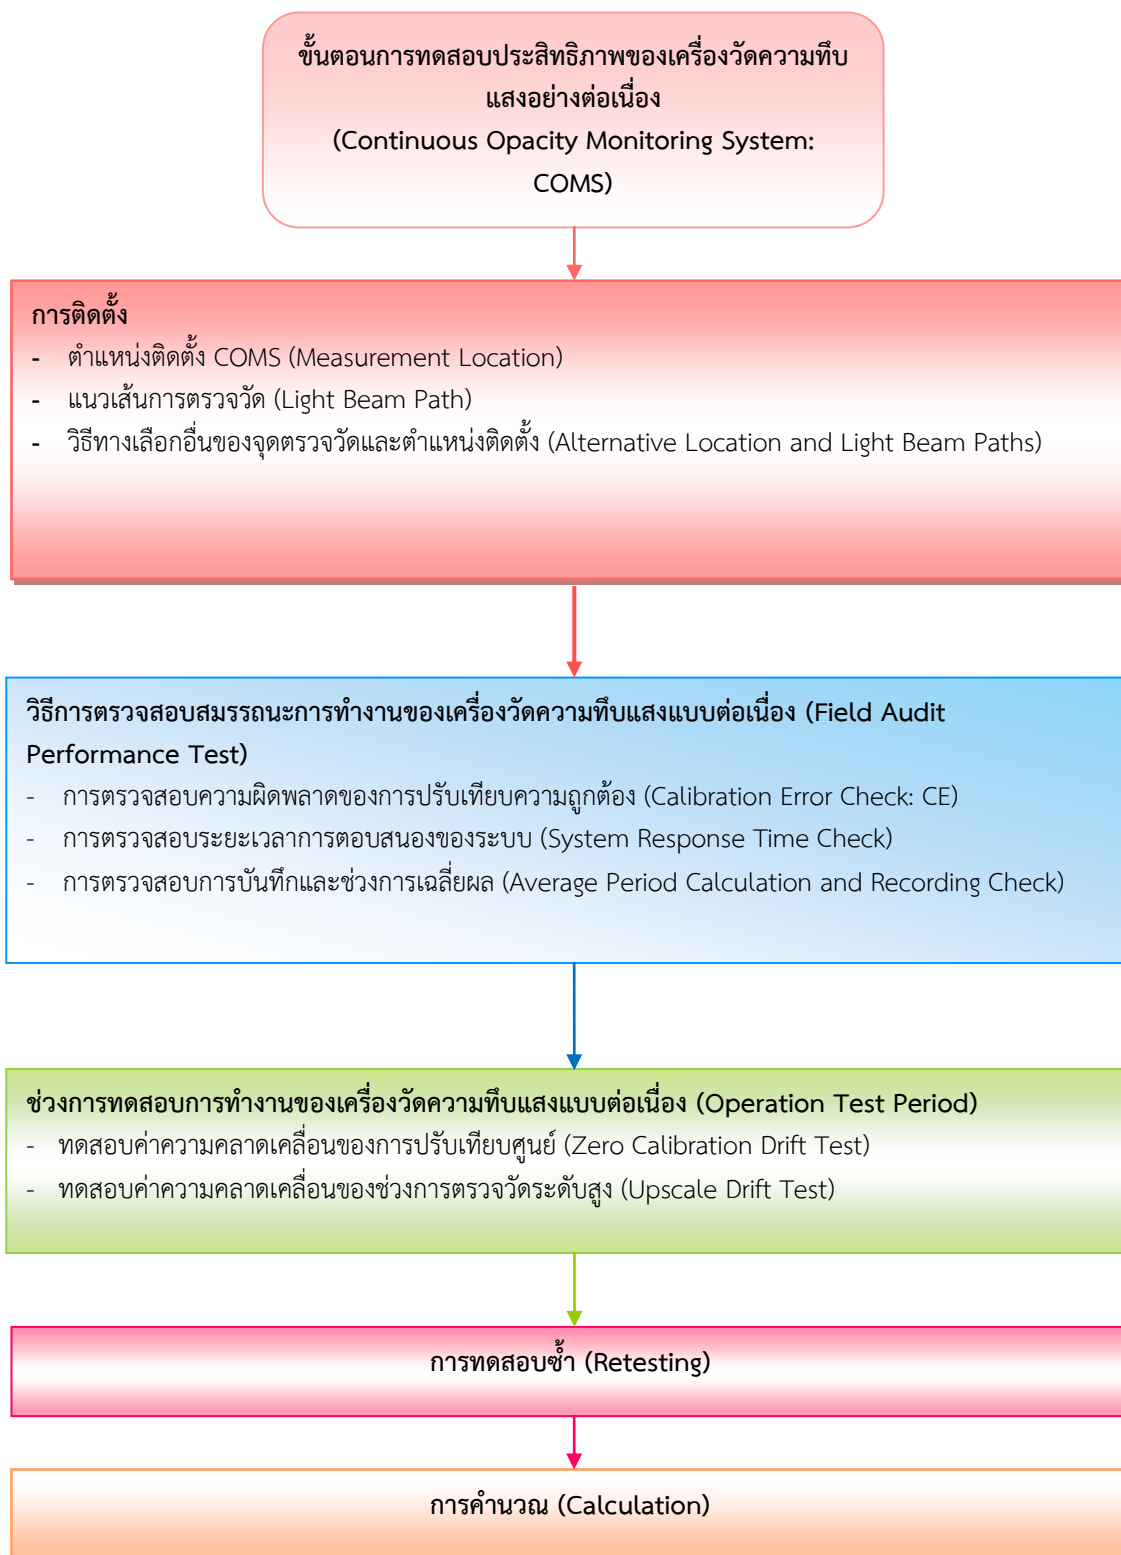 ขั้นตอนการทดสอบประสิทธิภาพของเครื่องวัดความทึบ
แสงอย่างต่อเนื่อง
(Continuous Opacity Monitoring System:
COMS)
การติดตั้ง
- ตำแหน่งติดตั้ง COMS (Measurement Location)
- แนวเส้นการตรวจวัด (Light Beam Path)
- วิธีทางเลือกอื่นของจุดตรวจวัดและตำแหน่งติดตั้ง (Alternative Location and Light Beam Paths)
วิธีการตรวจสอบสมรรถนะการทำงานของเครื่องวัดความทึบแสงแบบต่อเนื่อง (Field Audit
Performance Test)
- การตรวจสอบความผิดพลาดของการปรับเทียบความถูกต้อง (Calibration Error Check: CE)
- การตรวจสอบระยะเวลาการตอบสนองของระบบ (System Response Time Check)
- การตรวจสอบการบันทึกและช่วงการเฉลี่ยผล (Average Period Calculation and Recording Check)
ช่วงการทดสอบการทำงานของเครื่องวัดความทึบแสงแบบต่อเนื่อง (Operation Test Period)
- ทดสอบค่าความคลาดเคลื่อนของการปรับเทียบศูนย์ (Zero Calibration Drift Test)
- ทดสอบค่าความคลาดเคลื่อนของช่วงการตรวจวัดระดับสูง (Upscale Drift Test)
การทดสอบซ้ำ (Retesting)
การคำนวณ (Calculation)